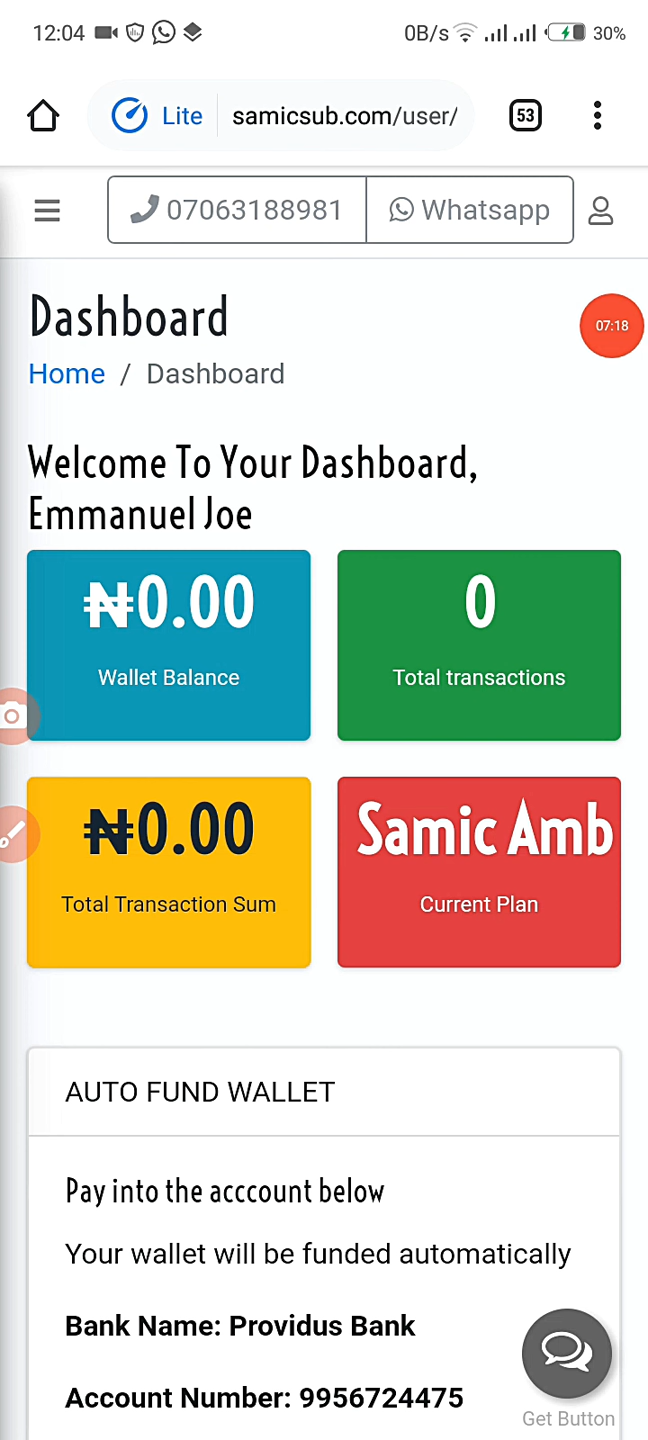 12:04
0B/s
30%
Lite
samicsub.com/user/
53
07063188981
Whatsapp
Dashboard
07:18
Home / Dashboard
Welcome To Your Dashboard,
Emmanuel Joe
₦0.00
Wallet Balance
0
Total transactions
₦0.00
Total Transaction Sum
Samic Amb
Current Plan
AUTO FUND WALLET
Pay into the acccount below
Your wallet will be funded automatically
Bank Name: Providus Bank
Account Number: 9956724475
Get Button